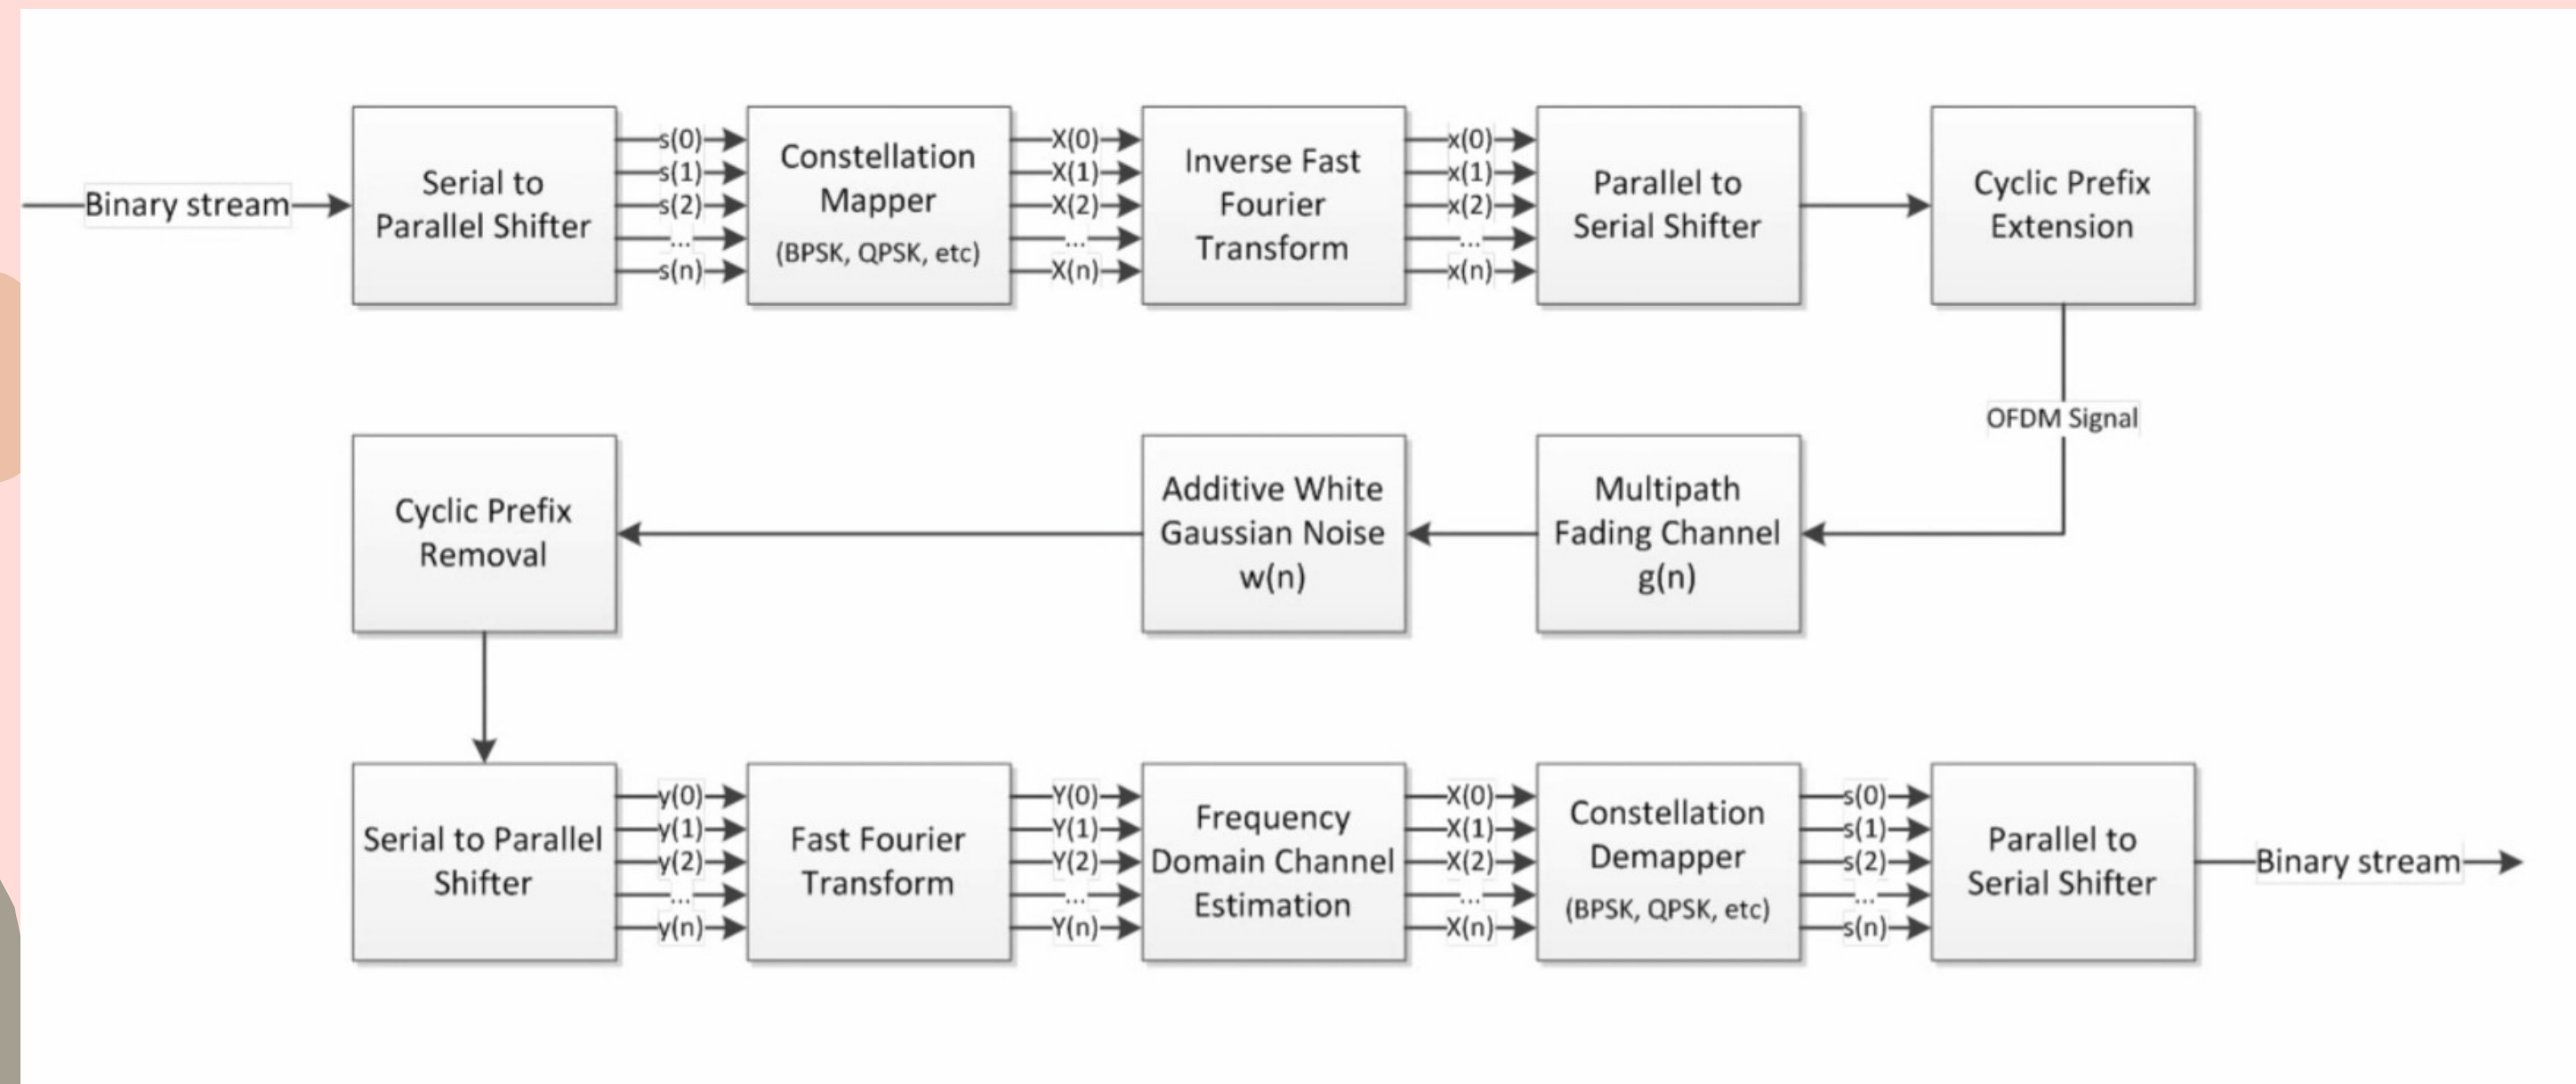 Binary stream
Serial to
Parallel Shifter
s(0)
s(1)
s(2)
...
s(n)
Constellation
Mapper
(BPSK, QPSK, etc)
X(0)
X(1)
X(2)
...
X(n)
Inverse Fast
Fourier
Transform
x(0)
x(1)
x(2)
...
x(n)
Parallel to
Serial Shifter
Cyclic Prefix
Extension
OFDM Signal
Multipath
Fading Channel
g(n)
Additive White
Gaussian Noise
w(n)
Cyclic Prefix
Removal
Serial to Parallel
Shifter
y(0)
y(1)
y(2)
...
y(n)
Fast Fourier
Transform
Y(0)
Y(1)
Y(2)
...
Y(n)
Frequency
Domain Channel
Estimation
X(0)
X(1)
X(2)
...
X(n)
Constellation
Demapper
(BPSK, QPSK, etc)
s(0)
s(1)
s(2)
...
s(n)
Parallel to
Serial Shifter
Binary stream